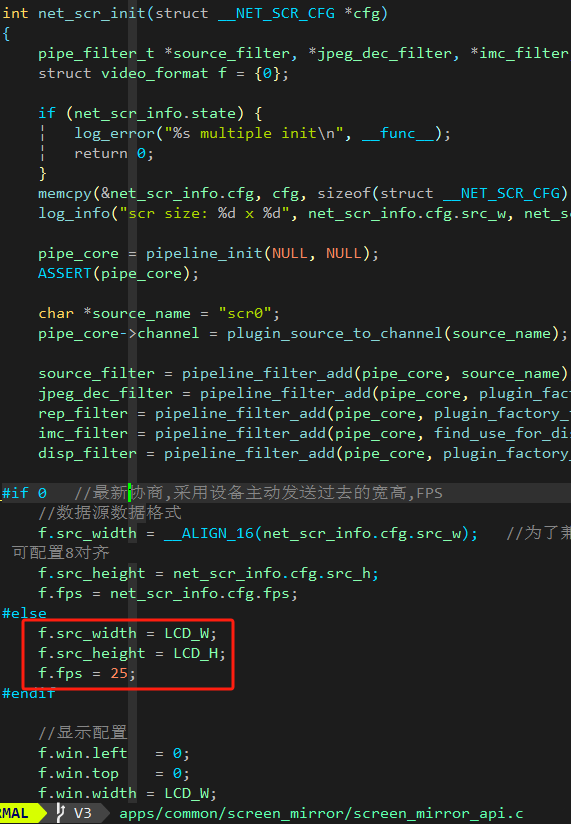 int net_scr_init(struct __NET_SCR_CFG *cfg)
{
pipe_filter_t *source_filter, *jpeg_dec_filter, *imc_filter
struct video_format f = {0};
if (net_scr_info.state) {
log_error("%s multiple init\n", __func__);
return 0;
}
memcpy(&net_scr_info.cfg, cfg, sizeof(struct __NET_SCR_CFG)
log_info("scr size: %d x %d", net_scr_info.cfg.src_w, net_sc
pipe_core = pipeline_init(NULL, NULL);
ASSERT(pipe_core);
char *source_name = "scr0";
pipe_core->channel = plugin_source_to_channel(source_name);
source_filter = pipeline_filter_add(pipe_core, source_name)
jpeg_dec_filter = pipeline_filter_add(pipe_core, plugin_fact
rep_filter = pipeline_filter_add(pipe_core, plugin_factory_
imc_filter = pipeline_filter_add(pipe_core, find_use_for_di
disp_filter = pipeline_filter_add(pipe_core, plugin_factory_
#if 0 //最新协商,采用设备主动发送过去的宽高,FPS
//数据源数据格式
f.src_width = __ALIGN_16(net_scr_info.cfg.src_w); //为了兼
可配置8对齐
f.src_height = net_scr_info.cfg.src_h;
f.fps = net_scr_info.cfg.fps;
#else
f.src_width = LCD_W;
f.src_height = LCD_H;
f.fps = 25;
#endif
//显示配置
f.win.left = 0;
f.win.top = 0;
f.win.width = LCD_W;
RMAL V3 apps/common/screen_mirror/screen_mirror_api.c